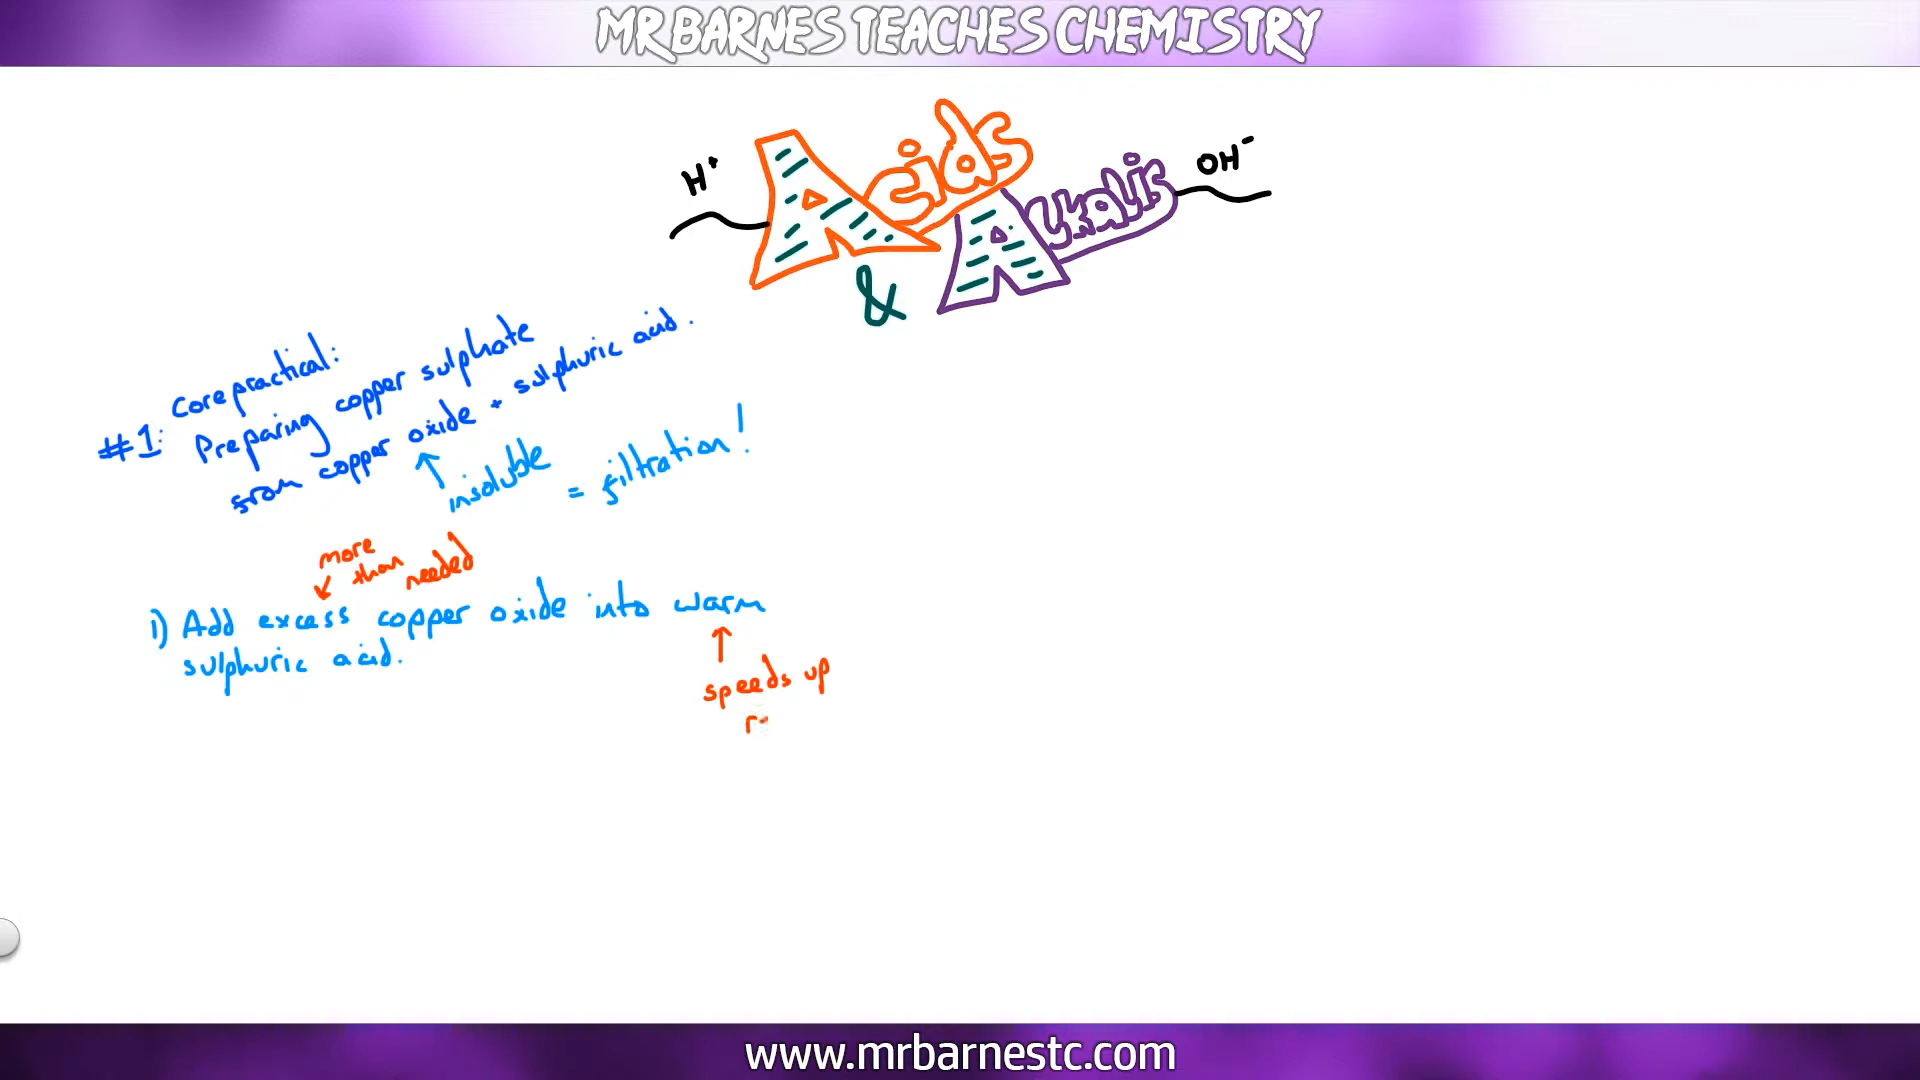 MR BARNES TEACHES CHEMISTRY
H+
Acids
OH-
& Alkalis
Core practical:
#1: Preparing copper sulphate
from copper oxide + sulphuric acid.
insoluble = filtration!
more than needed
1) Add excess copper oxide into warm
sulphuric acid.
speeds up
r
www.mrbarnestc.com